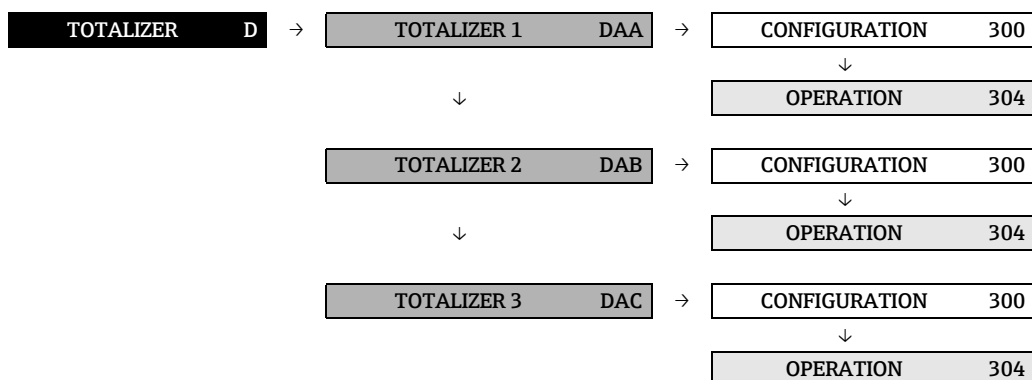 TOTALIZER D → TOTALIZER 1 DAA → CONFIGURATION 300
↓
↓ OPERATION 304
TOTALIZER 2 DAB → CONFIGURATION 300
↓
↓ OPERATION 304
TOTALIZER 3 DAC → CONFIGURATION 300
↓
OPERATION 304